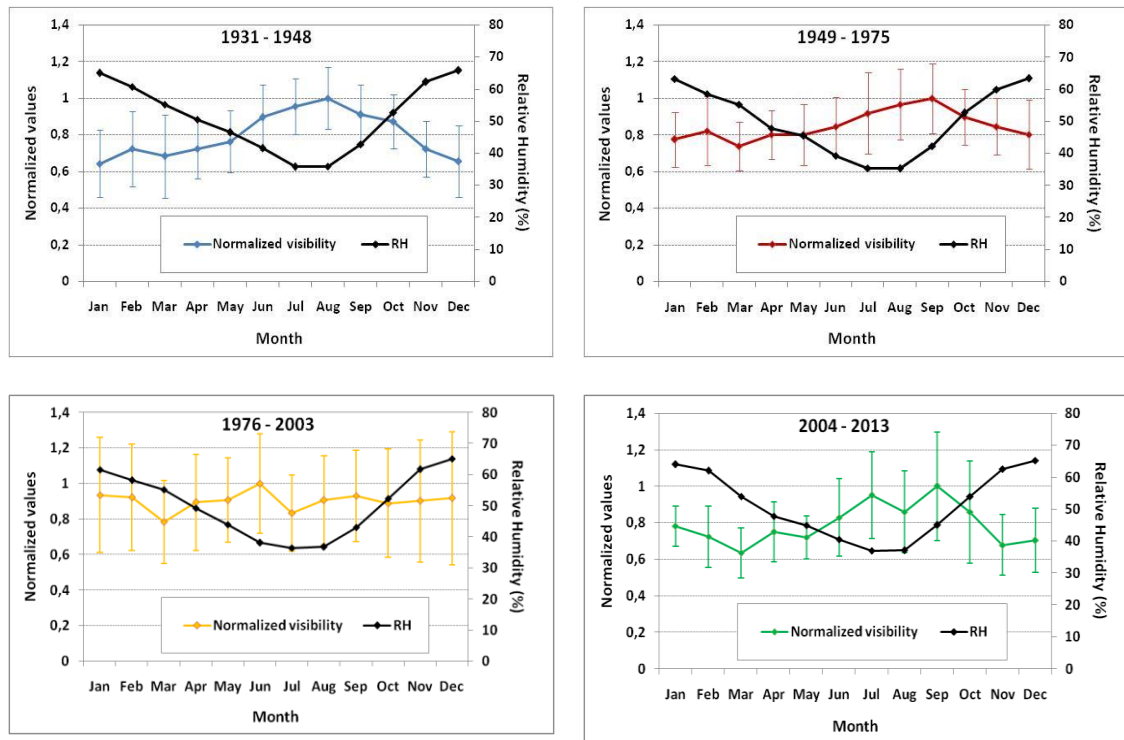 1931 - 1948
1,4
1,2
1
0,8
0,6
0,4
0,2
0
Normalized values
80
70
60
50
40
30
20
10
0
Relative Humidity (%)
Normalized visibility RH
Jan Feb Mar Apr May Jun Jul Aug Sep Oct Nov Dec
Month
1949 - 1975
1,4
1,2
1
0,8
0,6
0,4
0,2
0
Normalized values
80
70
60
50
40
30
20
10
0
Relative Humidity (%)
Normalized visibility RH
Jan Feb Mar Apr May Jun Jul Aug Sep Oct Nov Dec
Month
1976 - 2003
1,4
1,2
1
0,8
0,6
0,4
0,2
0
Normalized values
80
70
60
50
40
30
20
10
0
Relative Humidity (%)
Normalized visibility RH
Jan Feb Mar Apr May Jun Jul Aug Sep Oct Nov Dec
Month
2004 - 2013
1,4
1,2
1
0,8
0,6
0,4
0,2
0
Normalized values
80
70
60
50
40
30
20
10
0
Relative Humidity (%)
Normalized visibility RH
Jan Feb Mar Apr May Jun Jul Aug Sep Oct Nov Dec
Month